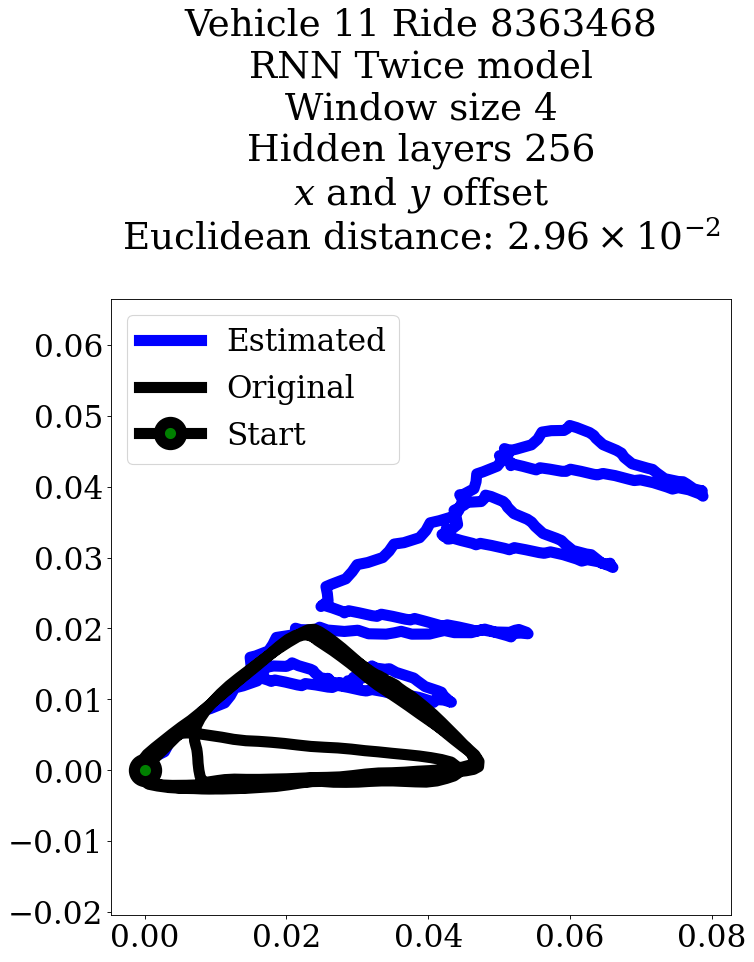 Vehicle 11 Ride 8363468
RNN Twice model
Window size 4
Hidden layers 256
x and y offset
Euclidean distance: 2.96 × 10⁻²
Estimated
Original
Start
0.06
0.05
0.04
0.03
0.02
0.01
0.00
−0.01
−0.02
0.00 0.02 0.04 0.06 0.08